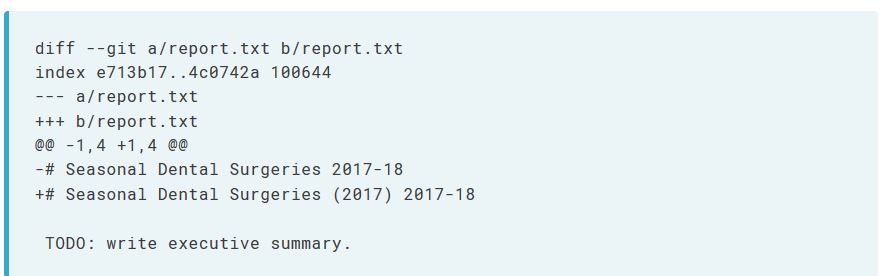 diff --git a/report.txt b/report.txt
index e713b17..4c0742a 100644
--- a/report.txt
+++ b/report.txt
@@ -1,4 +1,4 @@
-# Seasonal Dental Surgeries 2017-18
+# Seasonal Dental Surgeries (2017) 2017-18

 TODO: write executive summary.